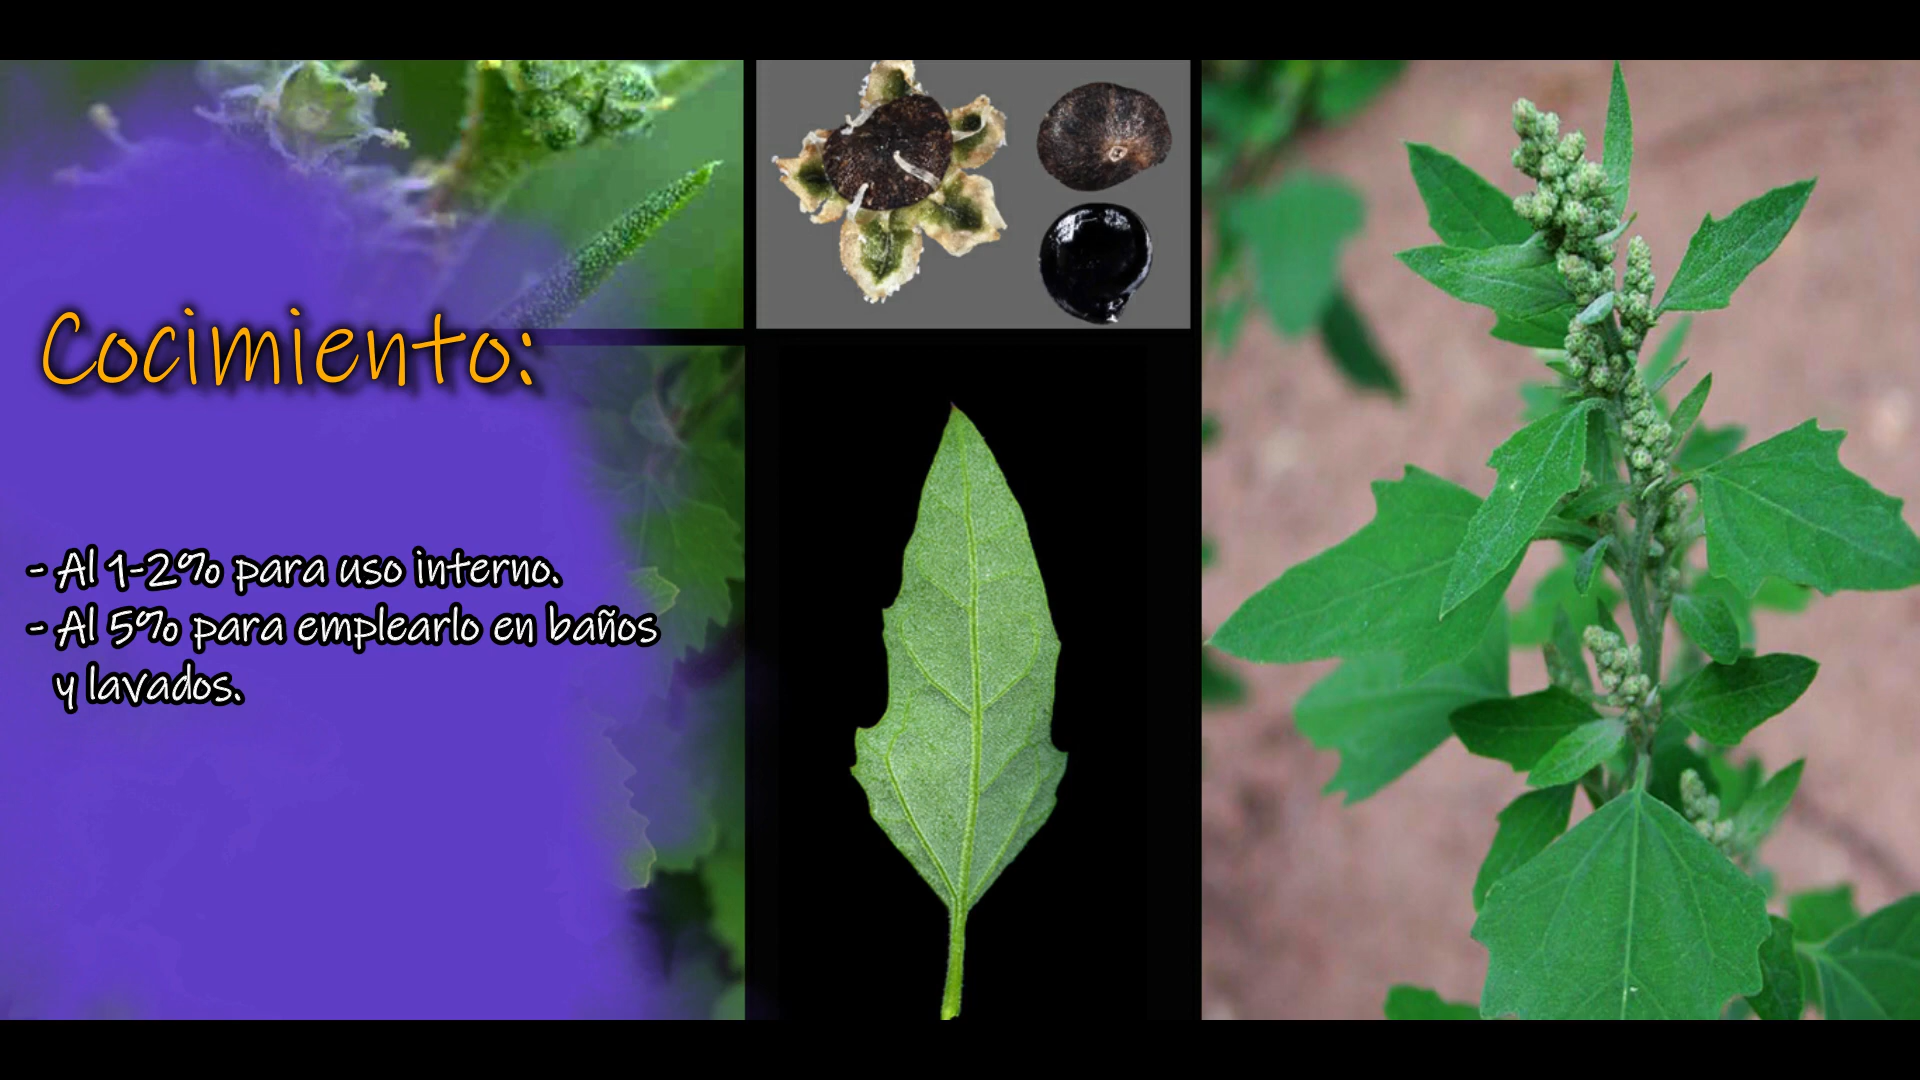 Cocimiento:
- Al 1-2% para uso interno.
- Al 5% para emplearlo en baños
y lavados.